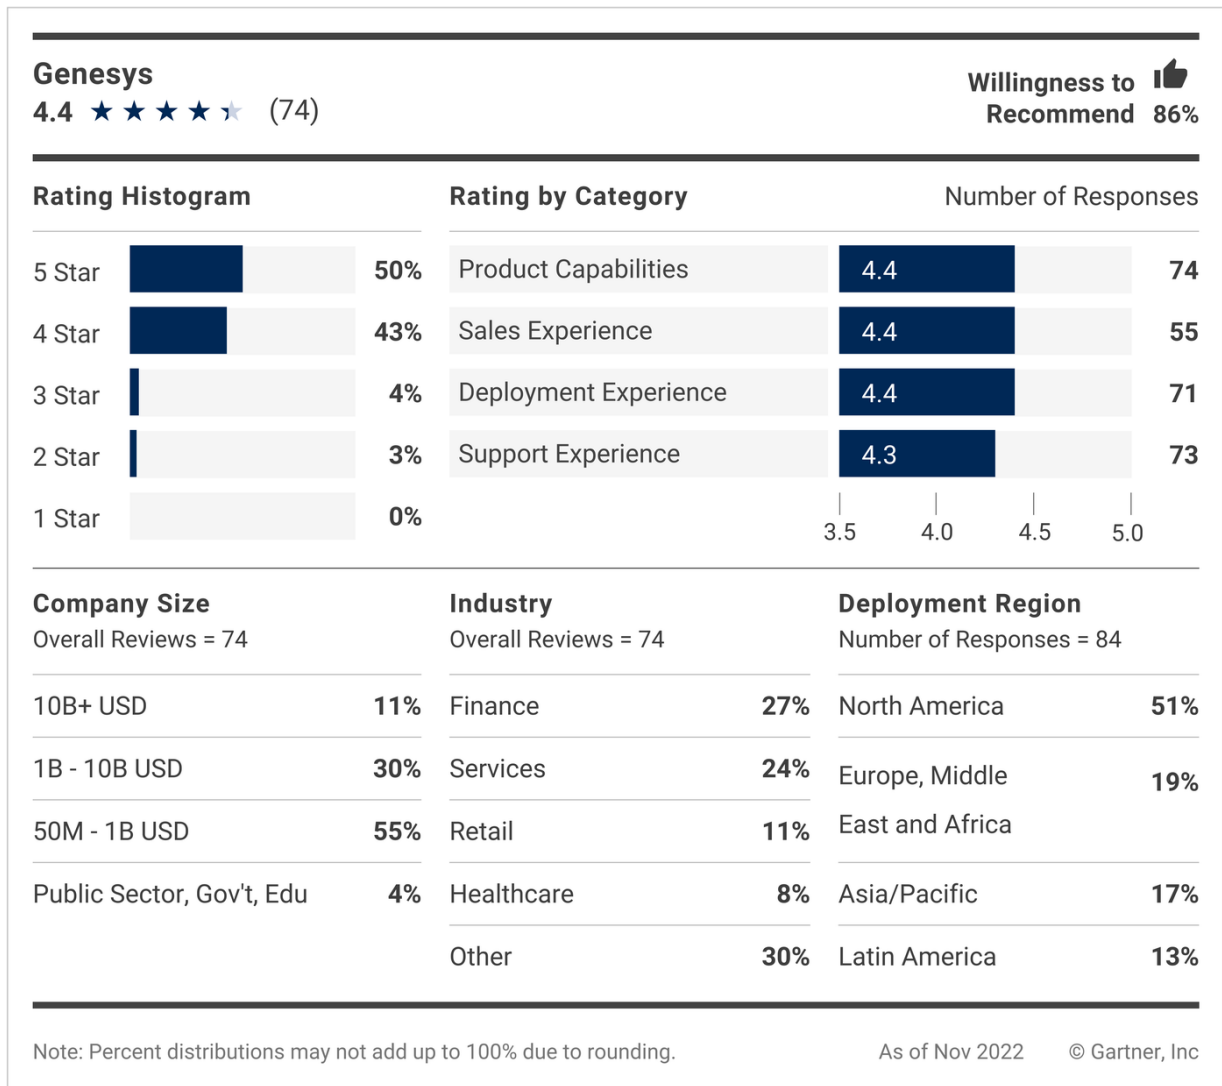 Genesys
4.4 (74)
Willingness to
Recommend 86%
Rating Histogram
5 Star 50%
4 Star 43%
3 Star 4%
2 Star 3%
1 Star 0%
Rating by Category Number of Responses
Product Capabilities 4.4 74
Sales Experience 4.4 55
Deployment Experience 4.4 71
Support Experience 4.3 73
3.5 4.0 4.5 5.0
Company Size
Overall Reviews = 74
10B+ USD 11%
1B - 10B USD 30%
50M - 1B USD 55%
Public Sector, Gov't, Edu 4%
Industry
Overall Reviews = 74
Finance 27%
Services 24%
Retail 11%
Healthcare 8%
Other 30%
Deployment Region
Number of Responses = 84
North America 51%
Europe, Middle 19%
East and Africa
Asia/Pacific 17%
Latin America 13%
Note: Percent distributions may not add up to 100% due to rounding. As of Nov 2022 © Gartner, Inc